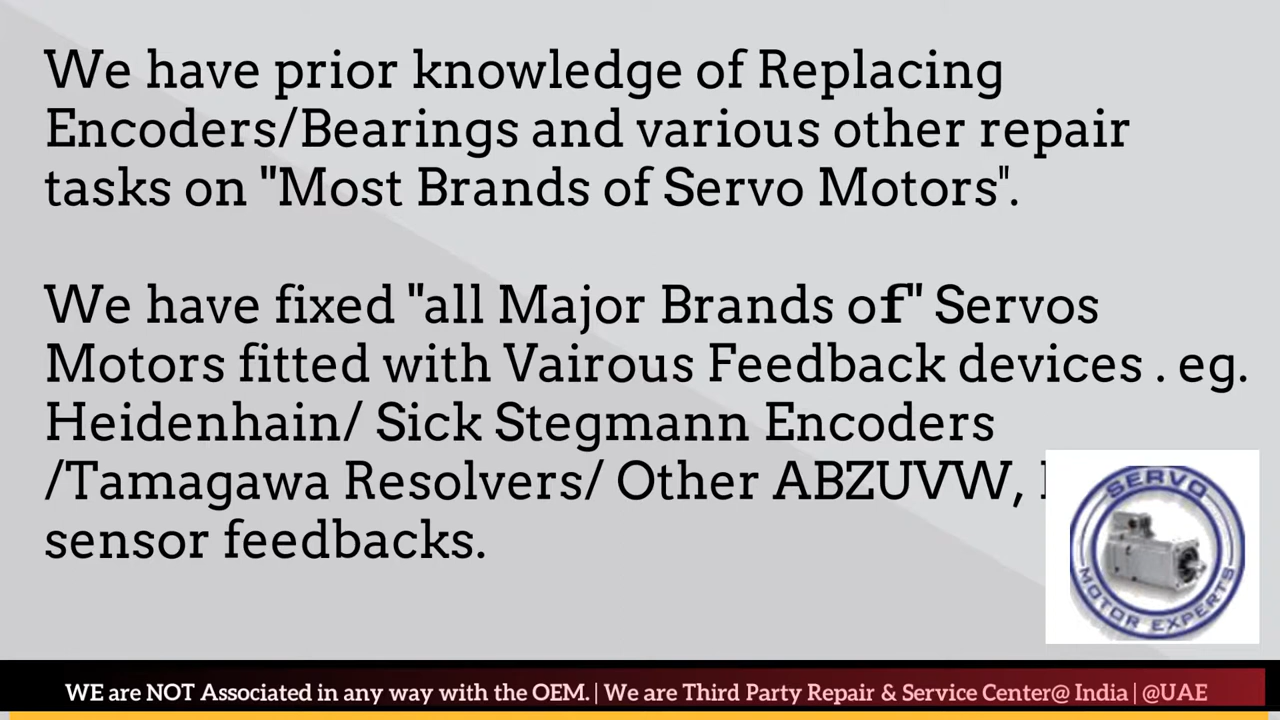 We have prior knowledge of Replacing
Encoders/Bearings and various other repair
tasks on "Most Brands of Servo Motors".
We have fixed "all Major Brands of" Servos
Motors fitted with Vairous Feedback devices . eg.
Heidenhain/ Sick Stegmann Encoders
/Tamagawa Resolvers/ Other ABZUVW,
sensor feedbacks.
SERVO
MOTOR EXPERTS
WE are NOT Associated in any way with the OEM. | We are Third Party Repair & Service Center@ India | @UAE